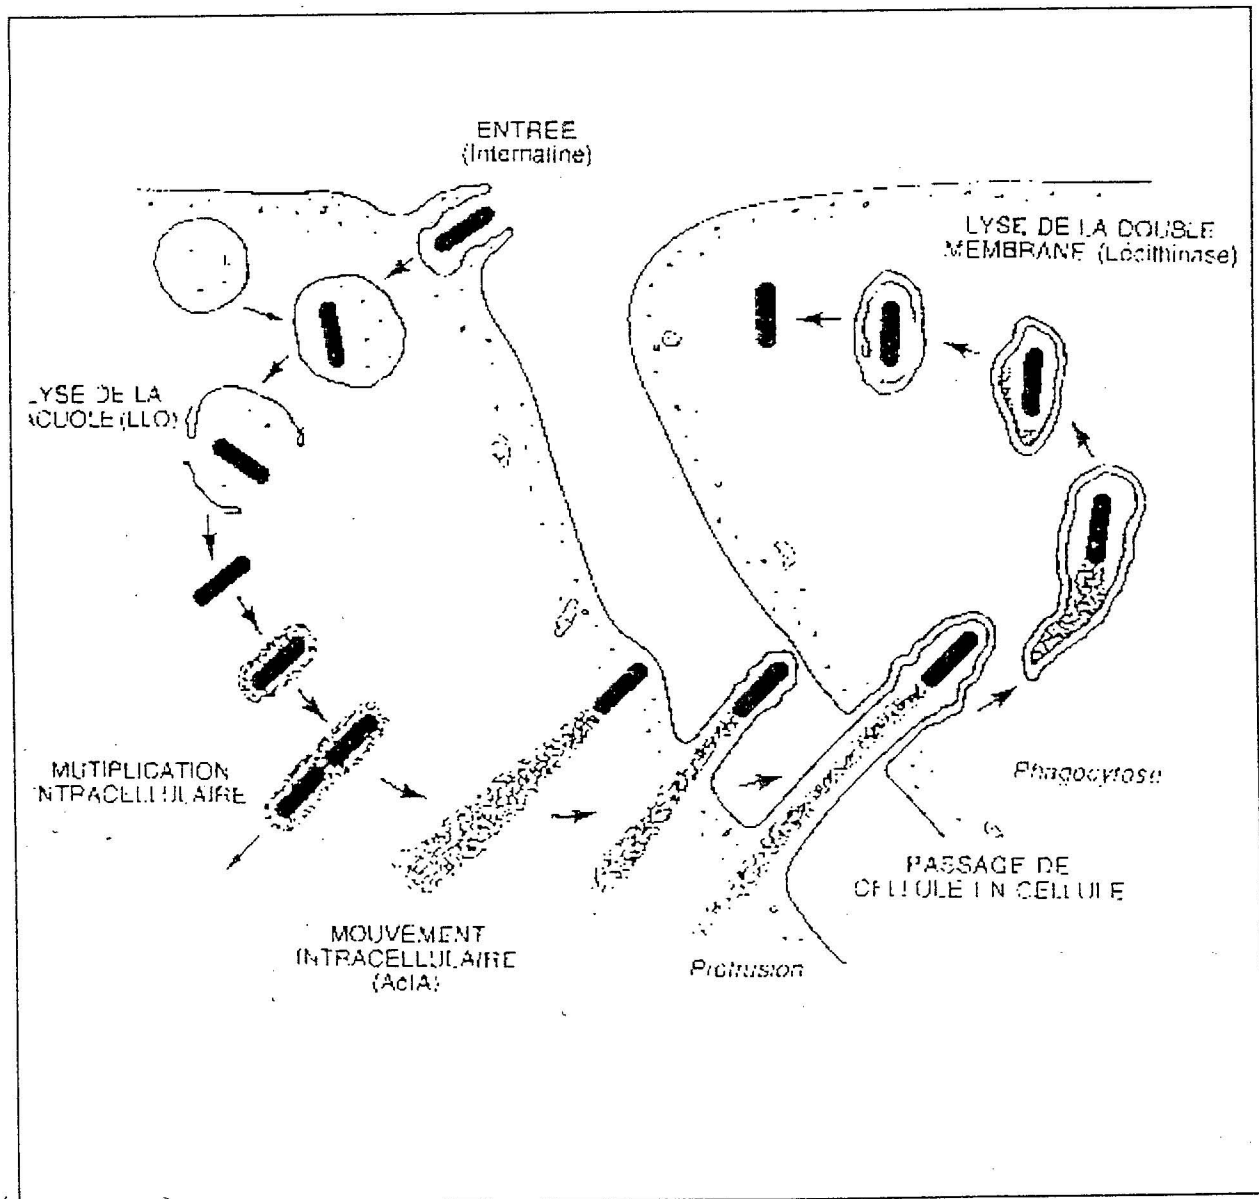 ENTREE
(Internaline)
LYSE DE LA DOUBLE
MEMBRANE (Lécithinase)
LYSE DE LA
ACUOLE (LLO)
MUTIPLICATION
INTRACELLULAIRE
MOUVEMENT
INTRACELLULAIRE
(ActA)
Protrusion
Phagocytose
PASSAGE DE
CELLULE EN CELLULE